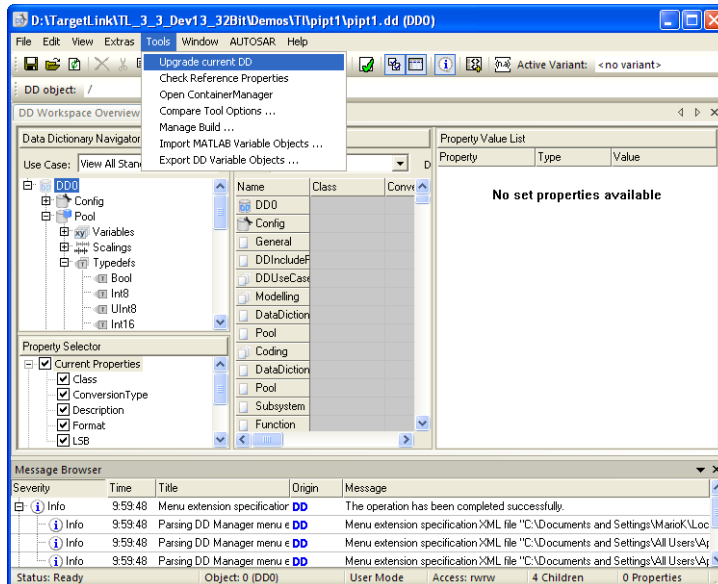 D:\TargetLink\TL_3_3_Dev13_32Bit\Demos\TI\pipt1\pipt1.dd (DD0)
File Edit View Extras Tools Window AUTOSAR Help
Active Variant: <no variant>
DD object: /
Upgrade current DD
Check Reference Properties
Open ContainerManager
Compare Tool Options ...
Manage Build ...
Import MATLAB Variable Objects ...
Export DD Variable Objects ...
DD Workspace Overview
Data Dictionary Navigator
Use Case: View All Stan
DD0
Config
Pool
Variables
Scalings
Typedefs
Bool
Int8
UInt8
Int16
Property Selector
Current Properties
Class
ConversionType
Description
Format
LSB
D
Name Class Conve
DD0
Config
General
DDIncludeF
DDUseCase
Modelling
DataDiction
Pool
Coding
DataDiction
Pool
Subsystem
Function
Property Value List
Property Type Value
No set properties available
Message Browser
Severity Time Title Origin Message
Info 9:59:48 Menu extension specification DD The operation has been completed successfully.
Info 9:59:48 Parsing DD Manager menu e DD Menu extension specification XML file "C:\Documents and Settings\MarioK\Loc
Info 9:59:48 Parsing DD Manager menu e DD Menu extension specification XML file "C:\Documents and Settings\All Users\Ap
Info 9:59:48 Parsing DD Manager menu e DD Menu extension specification XML file "C:\Documents and Settings\All Users\Ap
Status: Ready Object: 0 (DD0) User Mode Access: rwrw 4 Children 0 Properties